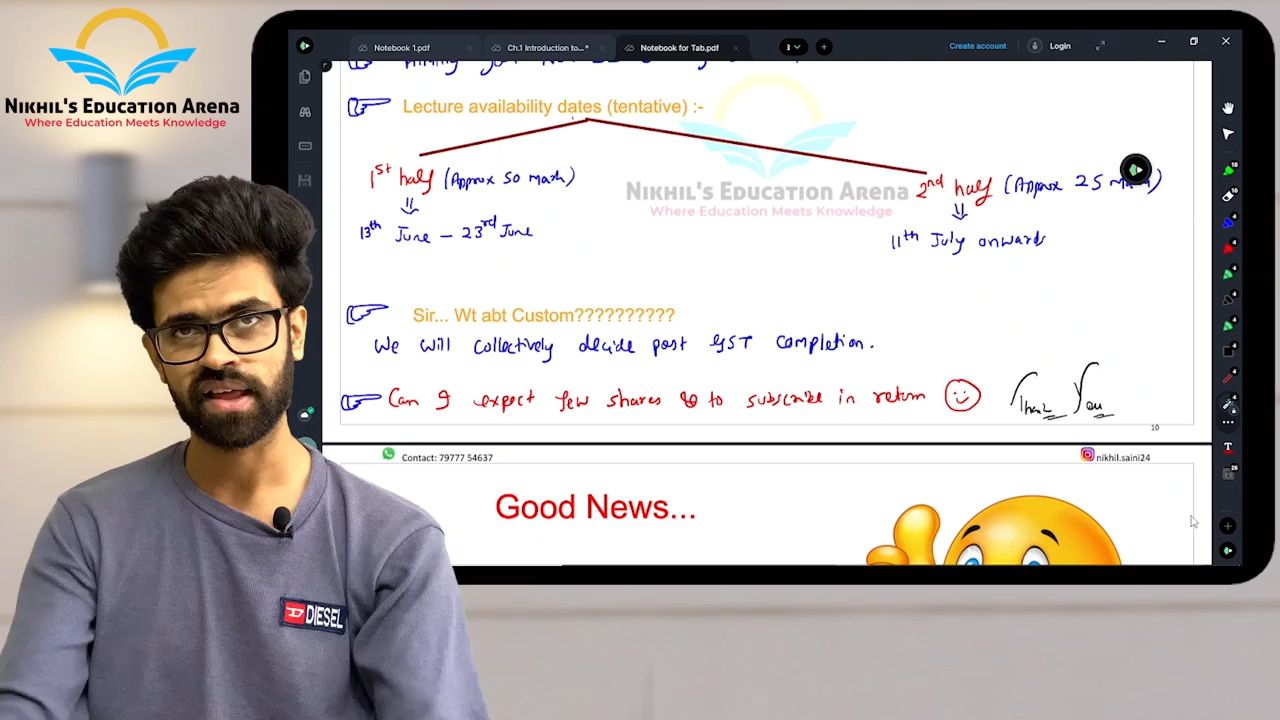 NIKHIL'S EDUCATION ARENA
Where Education Meets Knowledge
Notebook 1.pdf
Ch.1 Introduction to...*
Notebook for Tab.pdf
3
Create account
Login
Lecture availability dates (tentative) :-
1st half (Approx 50 mark)
2nd half (Approx 25
13th June - 23rd June
11th July onwards
NIKHIL'S EDUCATION ARENA
Where Education Meets Knowledge
Sir... Wt abt Custom??????????
We will collectively decide post GST completion.
Can I expect few shares & to subscribe in return
Thank You
10
Contact: 79777 54637
nikhil.saini24
Good News...
DIESEL